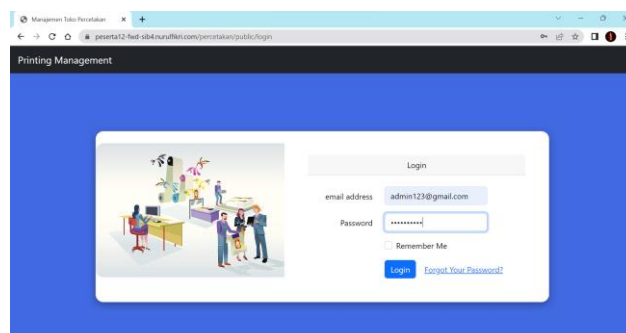 Manajemen Toko Percetakan
peserta12-fwd-sib4.nurulfikri.com/percetakan/public/login
Printing Management
Login
email address
admin123@gmail.com
Password
Remember Me
Login
Forgot Your Password?